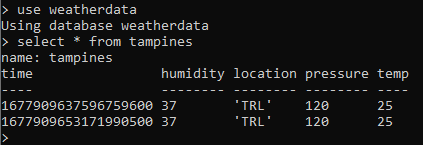 > use weatherdata
Using database weatherdata
> select * from tampines
name: tampines
time humidity location pressure temp
---- -------- -------- -------- ----
1677909637596759600 37 'TRL' 120 25
1677909653171990500 37 'TRL' 120 25
>